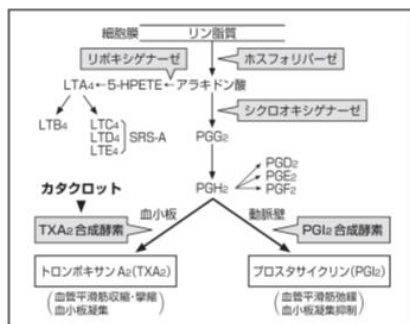 細胞膜 リン脂質
リポキシゲナーゼ ホスフォリパーゼ
LTA4←5-HPETE←アラキドン酸
シクロオキシゲナーゼ
LTB4 LTC4
LTD4 SRS-A
LTE4
PGG2
PGD2
PGH2 PGE2
PGF2
カタクロット
血小板 動脈壁
TXA2合成酵素 PGI2合成酵素
トロンボキサンA2(TXA2) プロスタサイクリン(PGI2)
(血管平滑筋収縮・攣縮 (血管平滑筋弛緩
血小板凝集) 血小板凝集抑制)